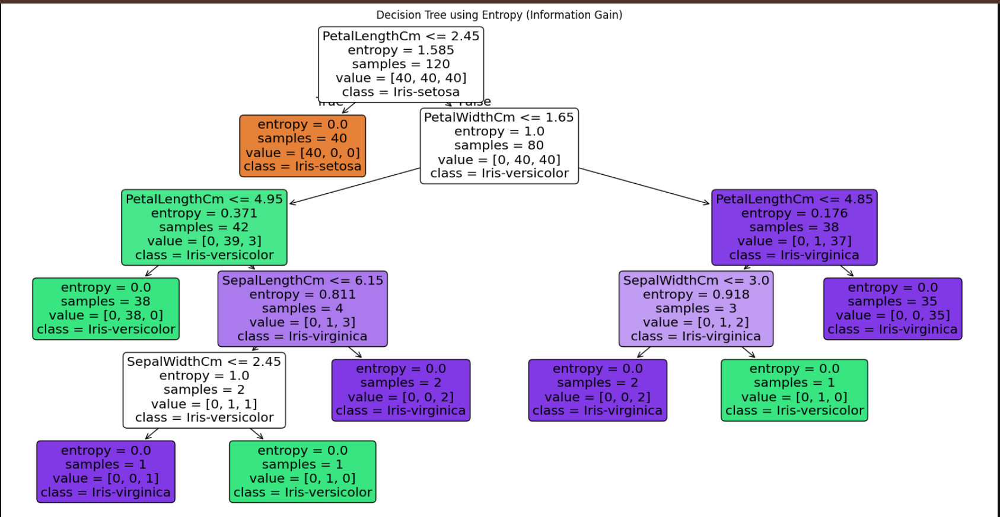 Decision Tree using Entropy (Information Gain)
PetalLengthCm <= 2.45
entropy = 1.585
samples = 120
value = [40, 40, 40]
class = Iris-setosa
True
False
entropy = 0.0
samples = 40
value = [40, 0, 0]
class = Iris-setosa
PetalWidthCm <= 1.65
entropy = 1.0
samples = 80
value = [0, 40, 40]
class = Iris-versicolor
PetalLengthCm <= 4.95
entropy = 0.371
samples = 42
value = [0, 39, 3]
class = Iris-versicolor
PetalLengthCm <= 4.85
entropy = 0.176
samples = 38
value = [0, 1, 37]
class = Iris-virginica
entropy = 0.0
samples = 38
value = [0, 38, 0]
class = Iris-versicolor
SepalLengthCm <= 6.15
entropy = 0.811
samples = 4
value = [0, 1, 3]
class = Iris-virginica
SepalWidthCm <= 3.0
entropy = 0.918
samples = 3
value = [0, 1, 2]
class = Iris-virginica
entropy = 0.0
samples = 35
value = [0, 0, 35]
class = Iris-virginica
SepalWidthCm <= 2.45
entropy = 1.0
samples = 2
value = [0, 1, 1]
class = Iris-versicolor
entropy = 0.0
samples = 2
value = [0, 0, 2]
class = Iris-virginica
entropy = 0.0
samples = 2
value = [0, 0, 2]
class = Iris-virginica
entropy = 0.0
samples = 1
value = [0, 1, 0]
class = Iris-versicolor
entropy = 0.0
samples = 1
value = [0, 0, 1]
class = Iris-virginica
entropy = 0.0
samples = 1
value = [0, 1, 0]
class = Iris-versicolor